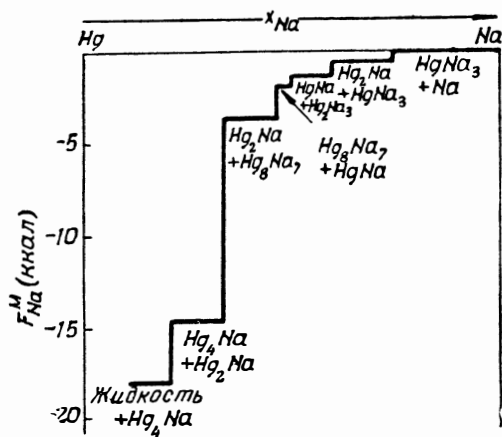 x_Na
Hg
Na
HgNa₃
+Na
Hg₂Na
+HgNa₃
HgNa
+Hg₂Na₃
Hg₈Na₇
+HgNa
Hg₂Na
+Hg₈Na₇
Hg₄Na
+Hg₂Na
Жидкость
+Hg₄Na
-5
-10
-15
-20
F̄ᴹ_Na (ккал)